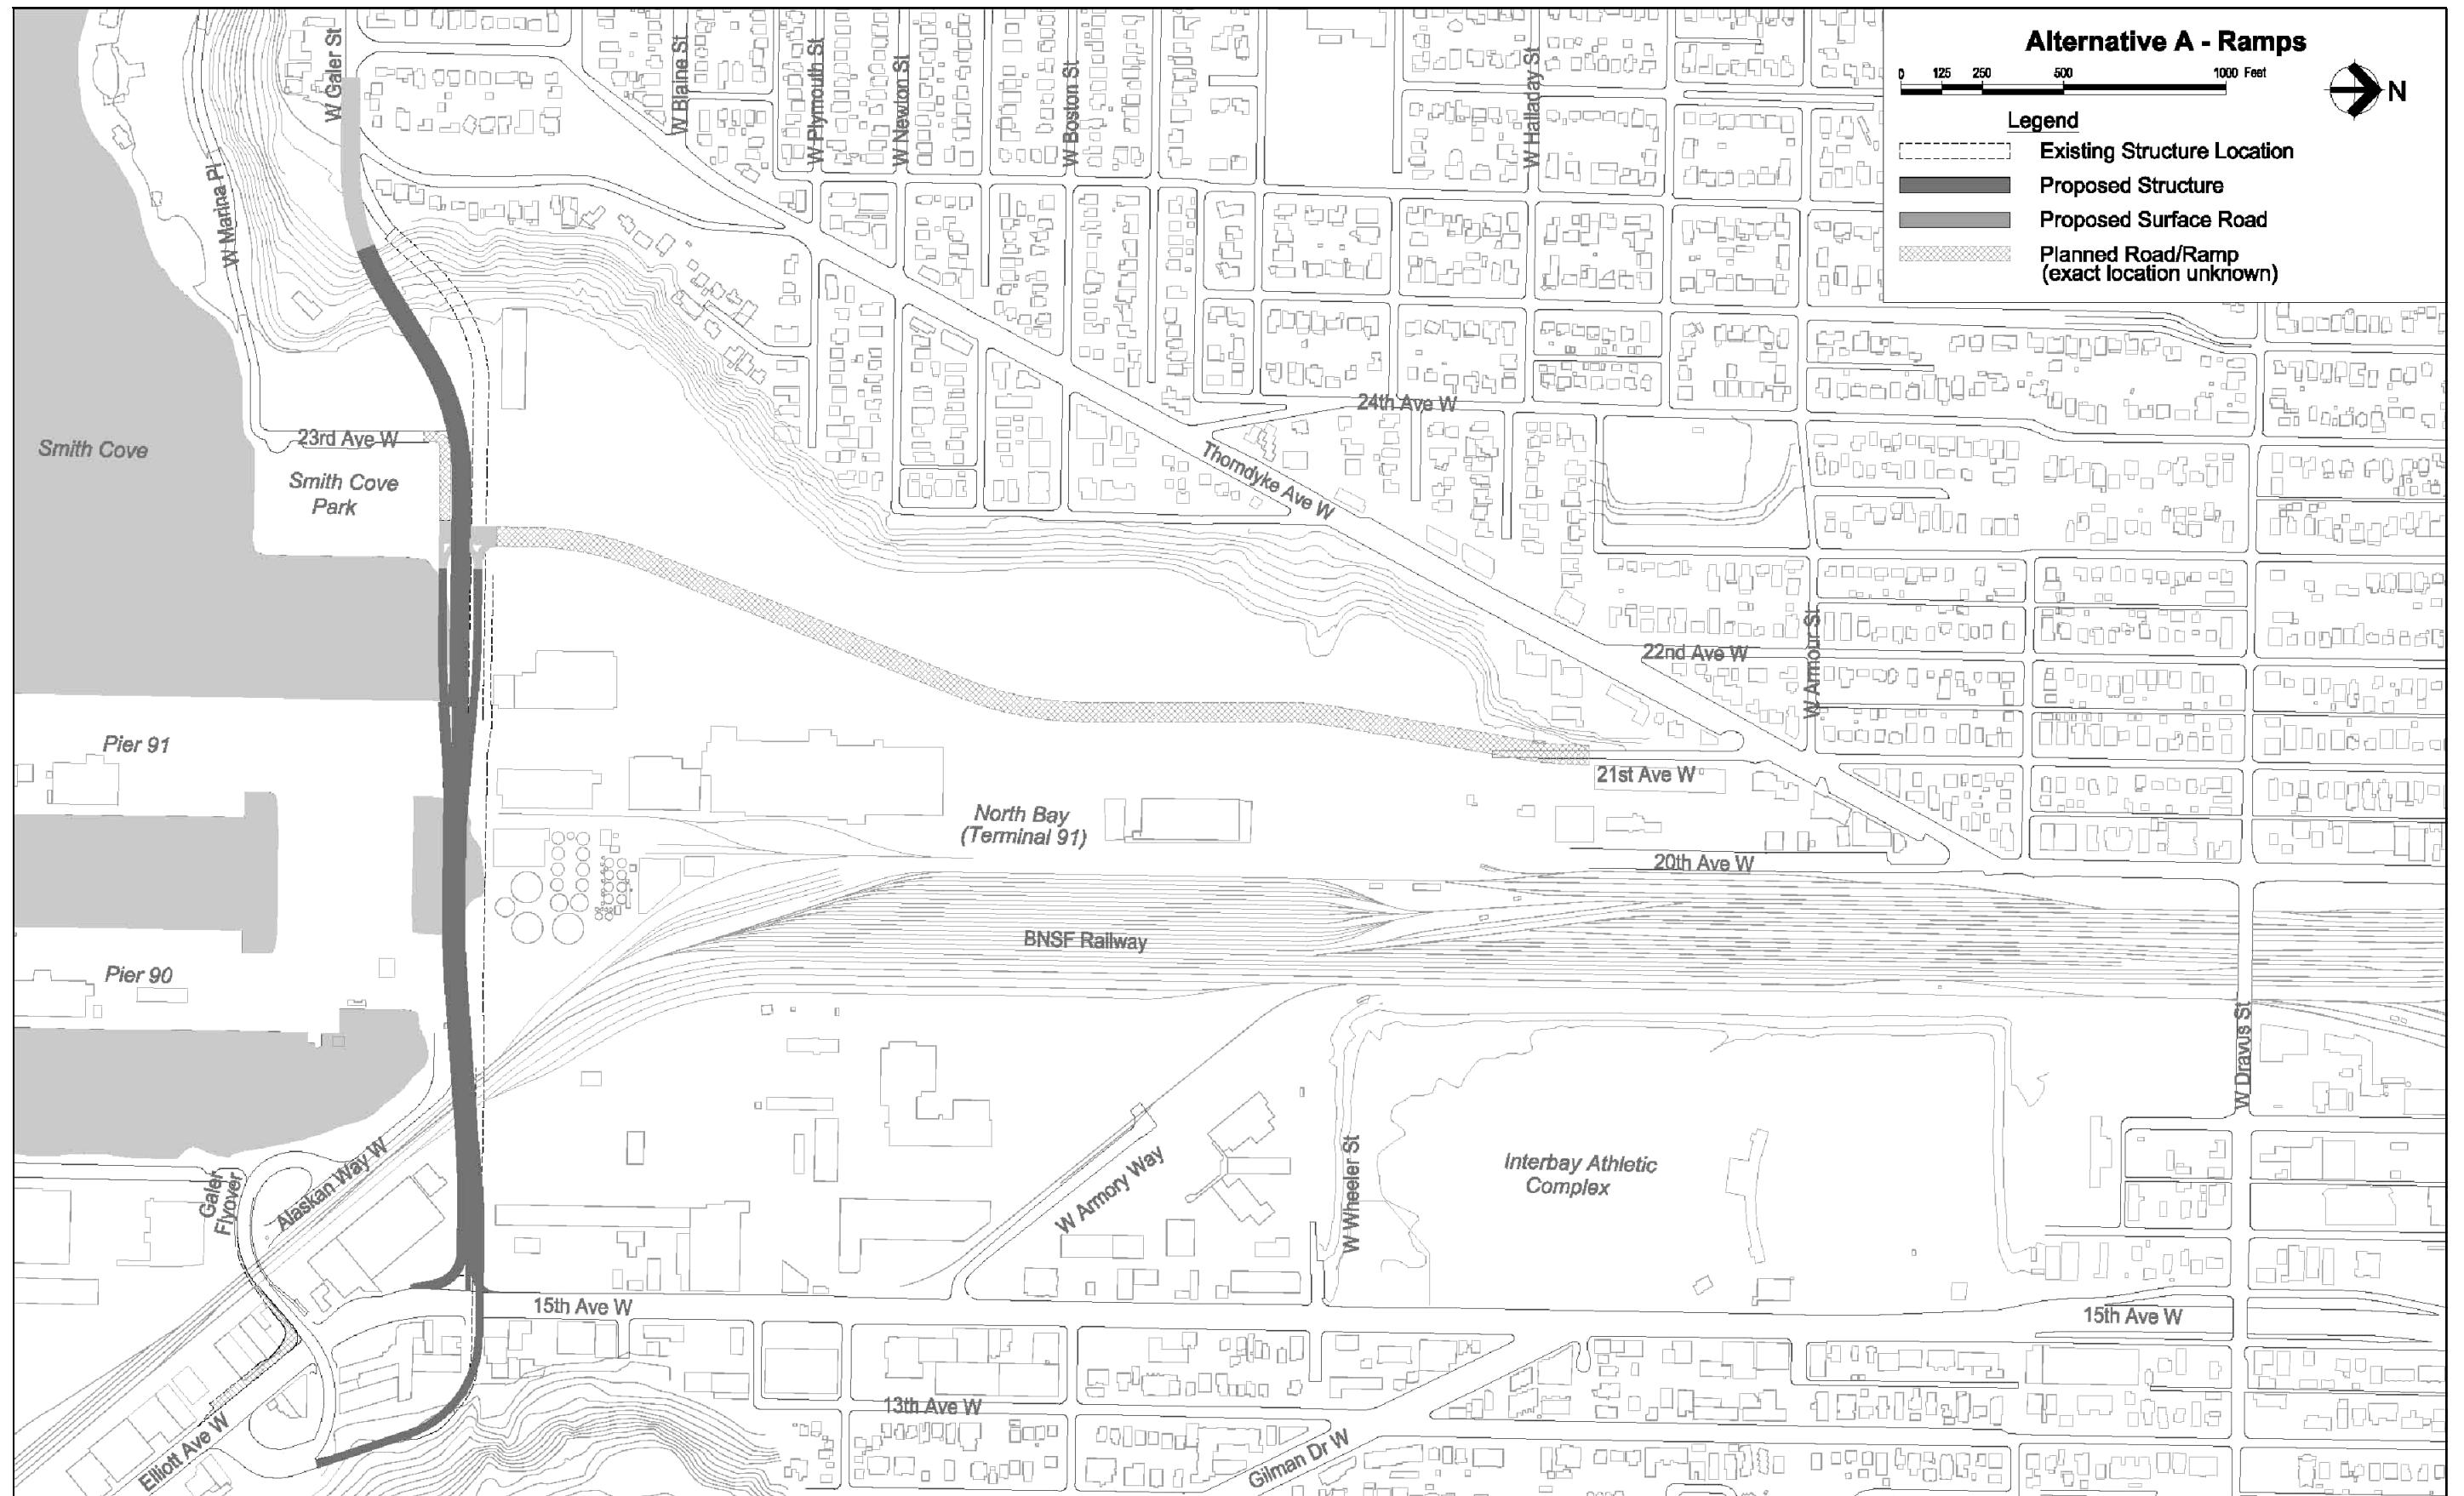 Alternative A - Ramps
0 125 250 500 1000 Feet
N
Legend
Existing Structure Location
Proposed Structure
Proposed Surface Road
Planned Road/Ramp
(exact location unknown)
W Galer St
W Blaine St
W Plymouth St
W Newton St
W Boston St
W Halladay St
W Marina Pl
24th Ave W
Thorndyke Ave W
Smith Cove
23rd Ave W
Smith Cove
Park
22nd Ave W
W Armour St
Pier 91
21st Ave W
North Bay
(Terminal 91)
20th Ave W
BNSF Railway
Pier 90
W Dravus St
Galer
Flyover
Alaskan Way W
W Armory Way
W Wheeler St
Interbay Athletic
Complex
15th Ave W
15th Ave W
13th Ave W
Elliott Ave W
Gilman Dr W